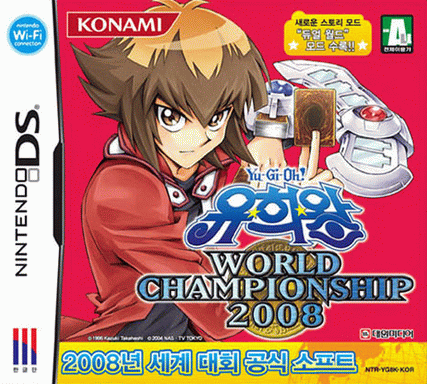 nintendo
Wi-Fi
connection
KONAMI
새로운 스토리 모드
"듀얼 월드"
모드 수록!!
A
전체이용가
NINTENDO DS
Yu-Gi-Oh!
유희왕
WORLD
CHAMPIONSHIP
2008
©1996 Kazuki Takahashi ©2004 NAS · TV TOKYO
대원미디어
한글판
2008년 세계 대회 공식 소프트
NTR-YG8K-KOR